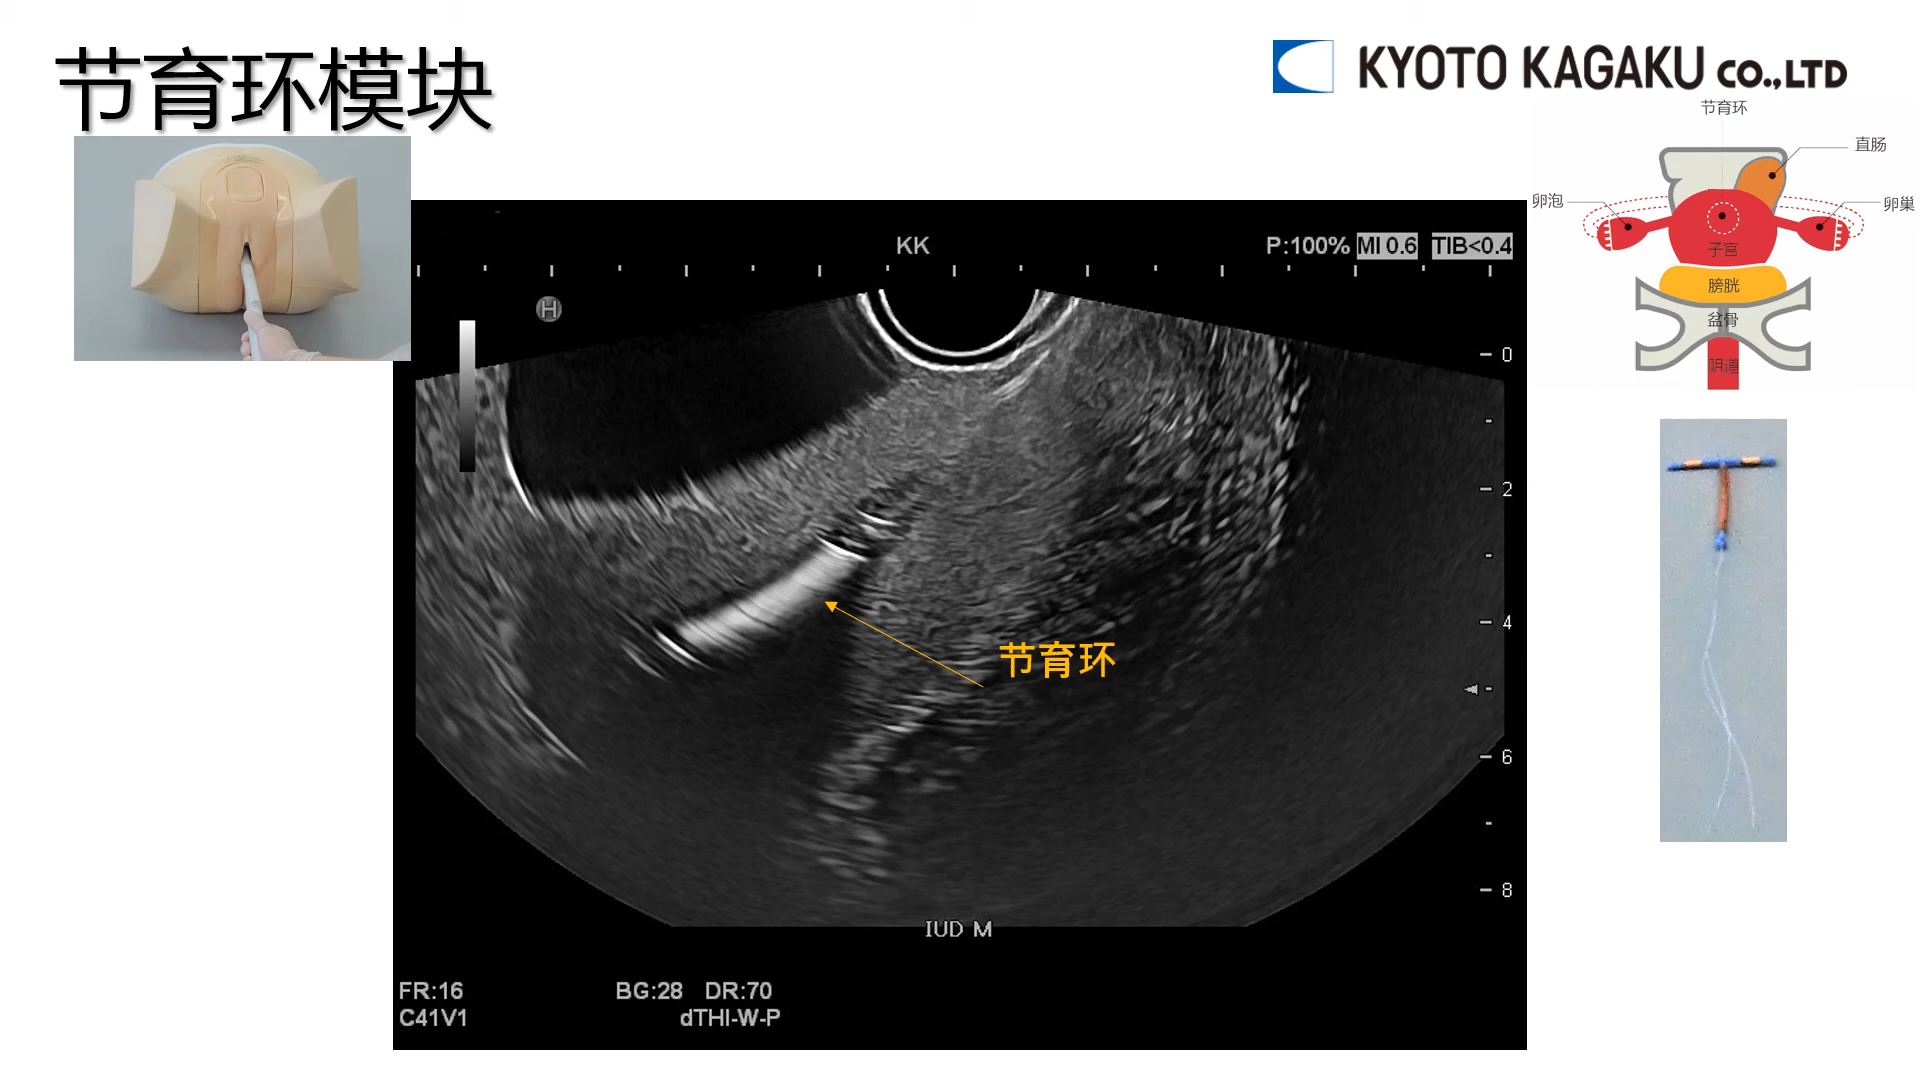 节育环模块
KYOTO KAGAKU CO.,LTD
节育环
直肠
卵泡
卵巢
子宫
膀胱
盆骨
阴道
KK
P:100% MI 0.6 TIB<0.4
H
0
2
4
6
8
节育环
IUD M
FR:16 BG:28 DR:70
C41V1 dTHI-W-P